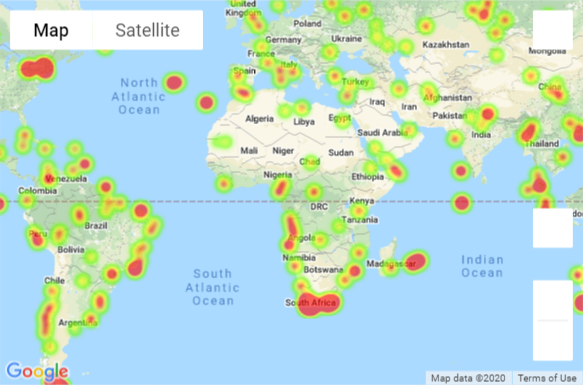 Map
Satellite
United
Kingdom
Poland
Germany
Ukraine
Kazakhstan
Mongolia
France
Italy
Spain
Turkey
North
Atlantic
Ocean
Iraq
Iran
Afghanistan
China
Pakistan
Algeria
Libya
Egypt
Saudi Arabia
India
Thailand
Mali
Niger
Sudan
Chad
Venezuela
Nigeria
Ethiopia
Colombia
Kenya
DRC
Brazil
Tanzania
Peru
Angola
Bolivia
Namibia
Madagascar
Botswana
Indian
Ocean
South
Atlantic
Ocean
Chile
South Africa
Argentina
Google
Map data ©2020
Terms of Use